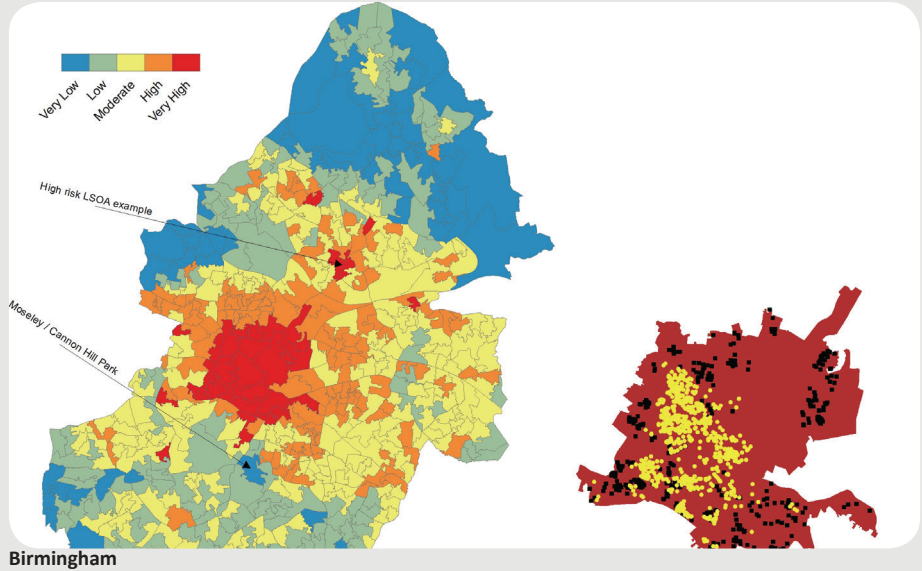 Very Low
Low
Moderate
High
Very High
High risk LSOA example
Moseley / Cannon Hill Park
Birmingham